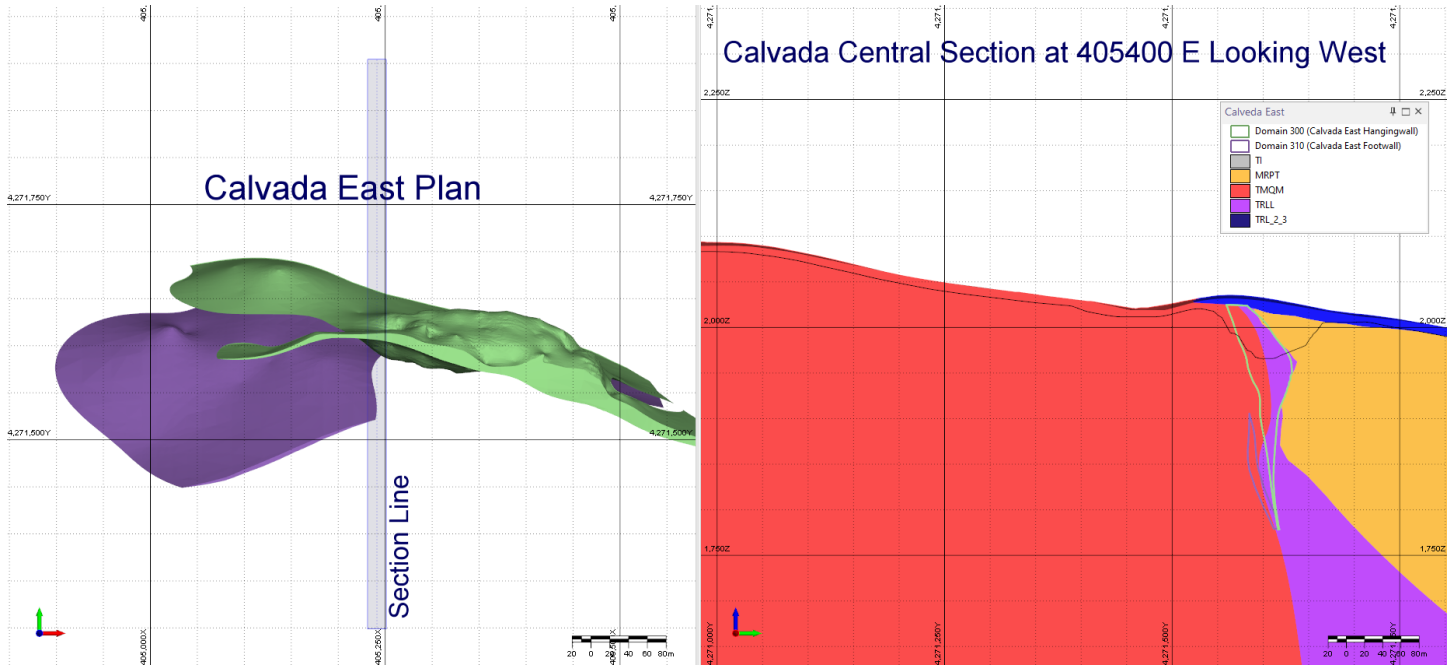 405,
405,
405,
4,271,
4,271,
4,271,
4,271,
Calvada East Plan
Calvada Central Section at 405400 E Looking West
2,250Z
2,250Z
Calveda East
Domain 300 (Calvada East Hangingwall)
Domain 310 (Calvada East Footwall)
TI
MRPT
TMQM
TRLL
TRL_2_3
4,271,750Y
4,271,750Y
2,000Z
2,000Z
4,271,500Y
4,271,500Y
Section Line
1,750Z
1,750Z
405,000X
405,250X
20 0 20 40 60 80m
4,271,000Y
4,271,250Y
4,271,500Y
20 0 20 40 60 80m